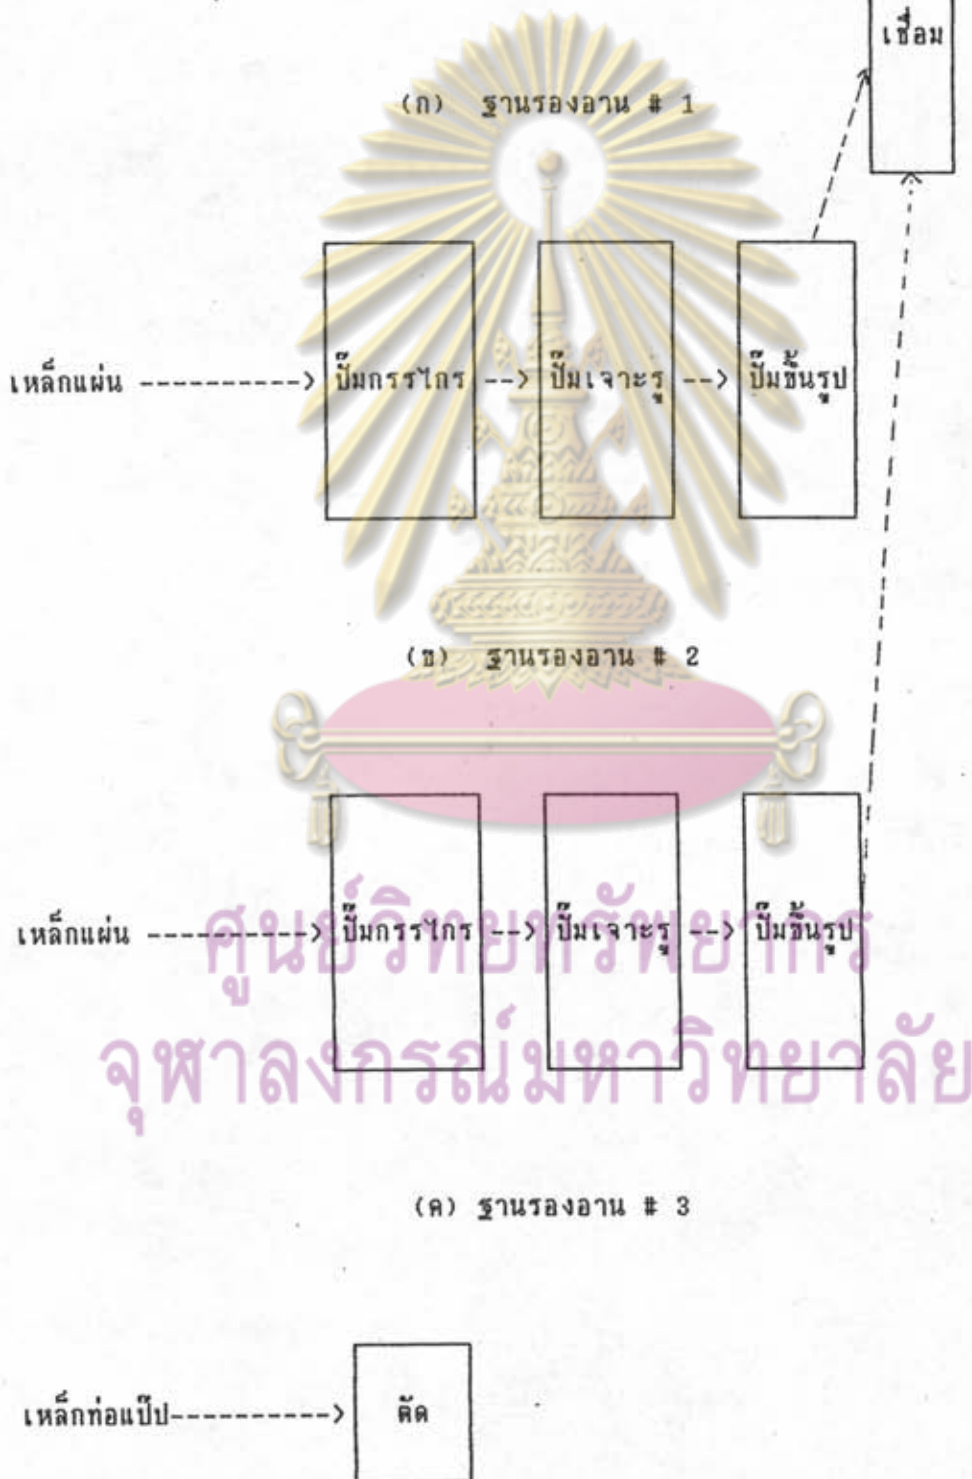 เชื่อม
(ก) ฐานรองอาน # 1
เหล็กแผ่น ----------> ปั๊มกรรไกร --> ปั๊มเจาะรู --> ปั๊มขึ้นรูป
(ข) ฐานรองอาน # 2
เหล็กแผ่น ----------> ปั๊มกรรไกร --> ปั๊มเจาะรู --> ปั๊มขึ้นรูป
ศูนย์วิทยทรัพยากร
จุฬาลงกรณ์มหาวิทยาลัย
(ค) ฐานรองอาน # 3
เหล็กท่อแป๊ป----------> ตัด